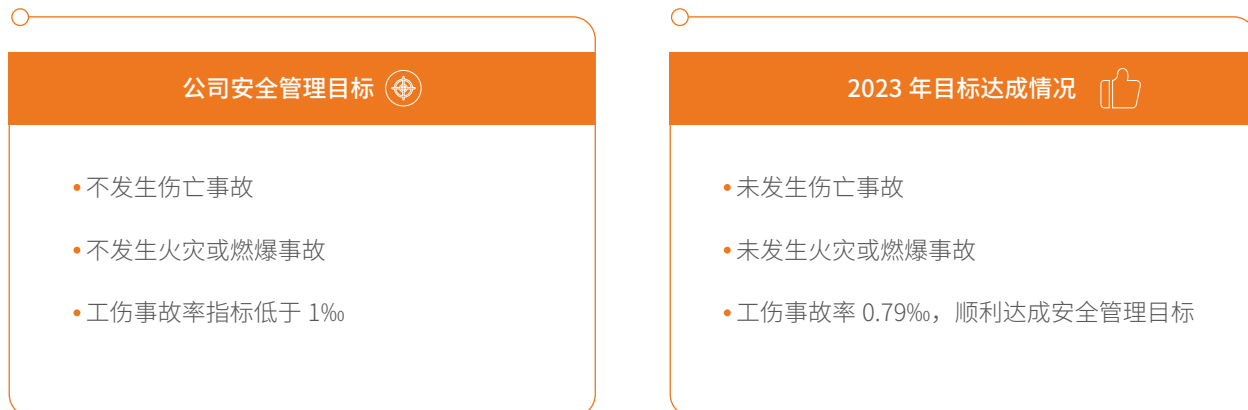 公司安全管理目标
• 不发生伤亡事故
• 不发生火灾或燃爆事故
• 工伤事故率指标低于 1‰
2023 年目标达成情况
• 未发生伤亡事故
• 未发生火灾或燃爆事故
• 工伤事故率 0.79‰，顺利达成安全管理目标